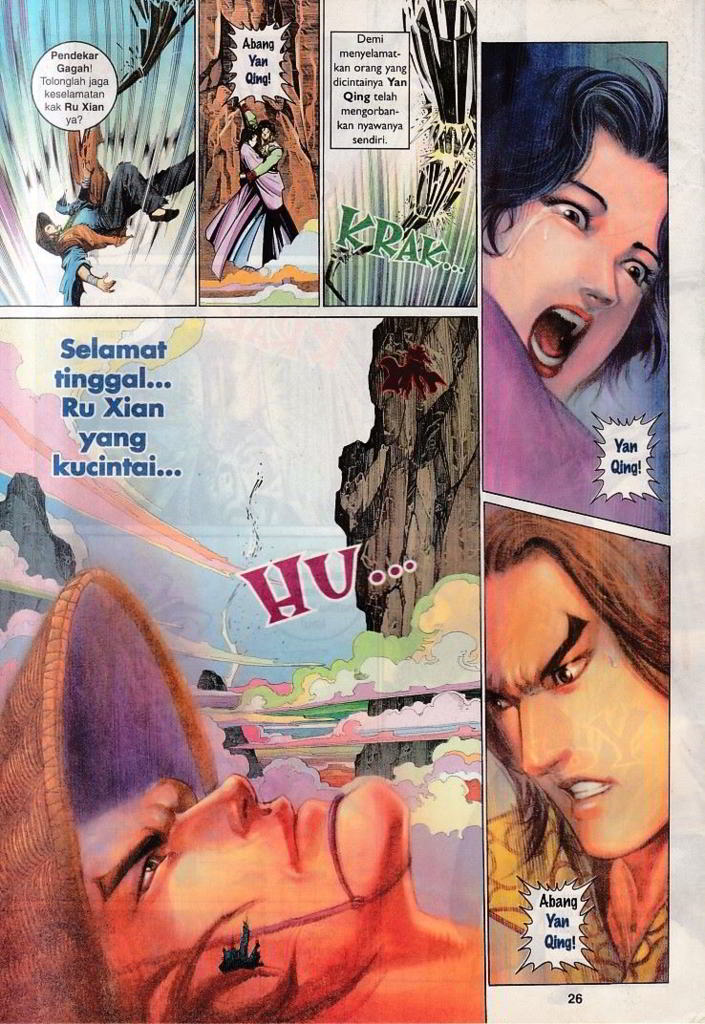 Pendekar
Gagah!
Tolonglah jaga
keselamatan
kak Ru Xian
ya?
Abang
Yan
Qing!
Demi
menyelamat-
kan orang yang
dicintainya Yan
Qing telah
mengorban-
kan nyawanya
sendiri.
KRAK...
Yan
Qing!
Selamat
tinggal...
Ru Xian
yang
kucintai...
HU...
Abang
Yan
Qing!
26